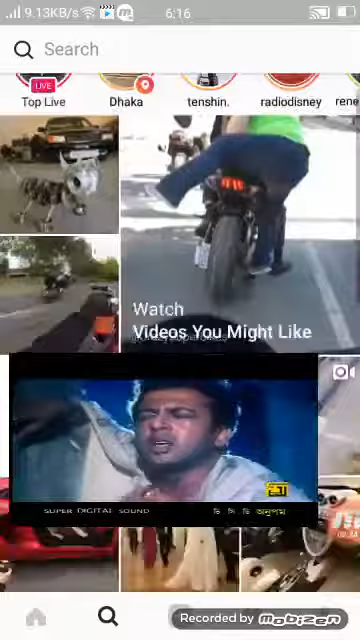 9.13KB/s
6:16
Search
LIVE
Top Live
Dhaka
tenshin.
radiodisney
rene
Watch
Videos You Might Like
SUPER DIGITAL SOUND
ভি সি ডি অনুপম
Recorded by MOBIZEN